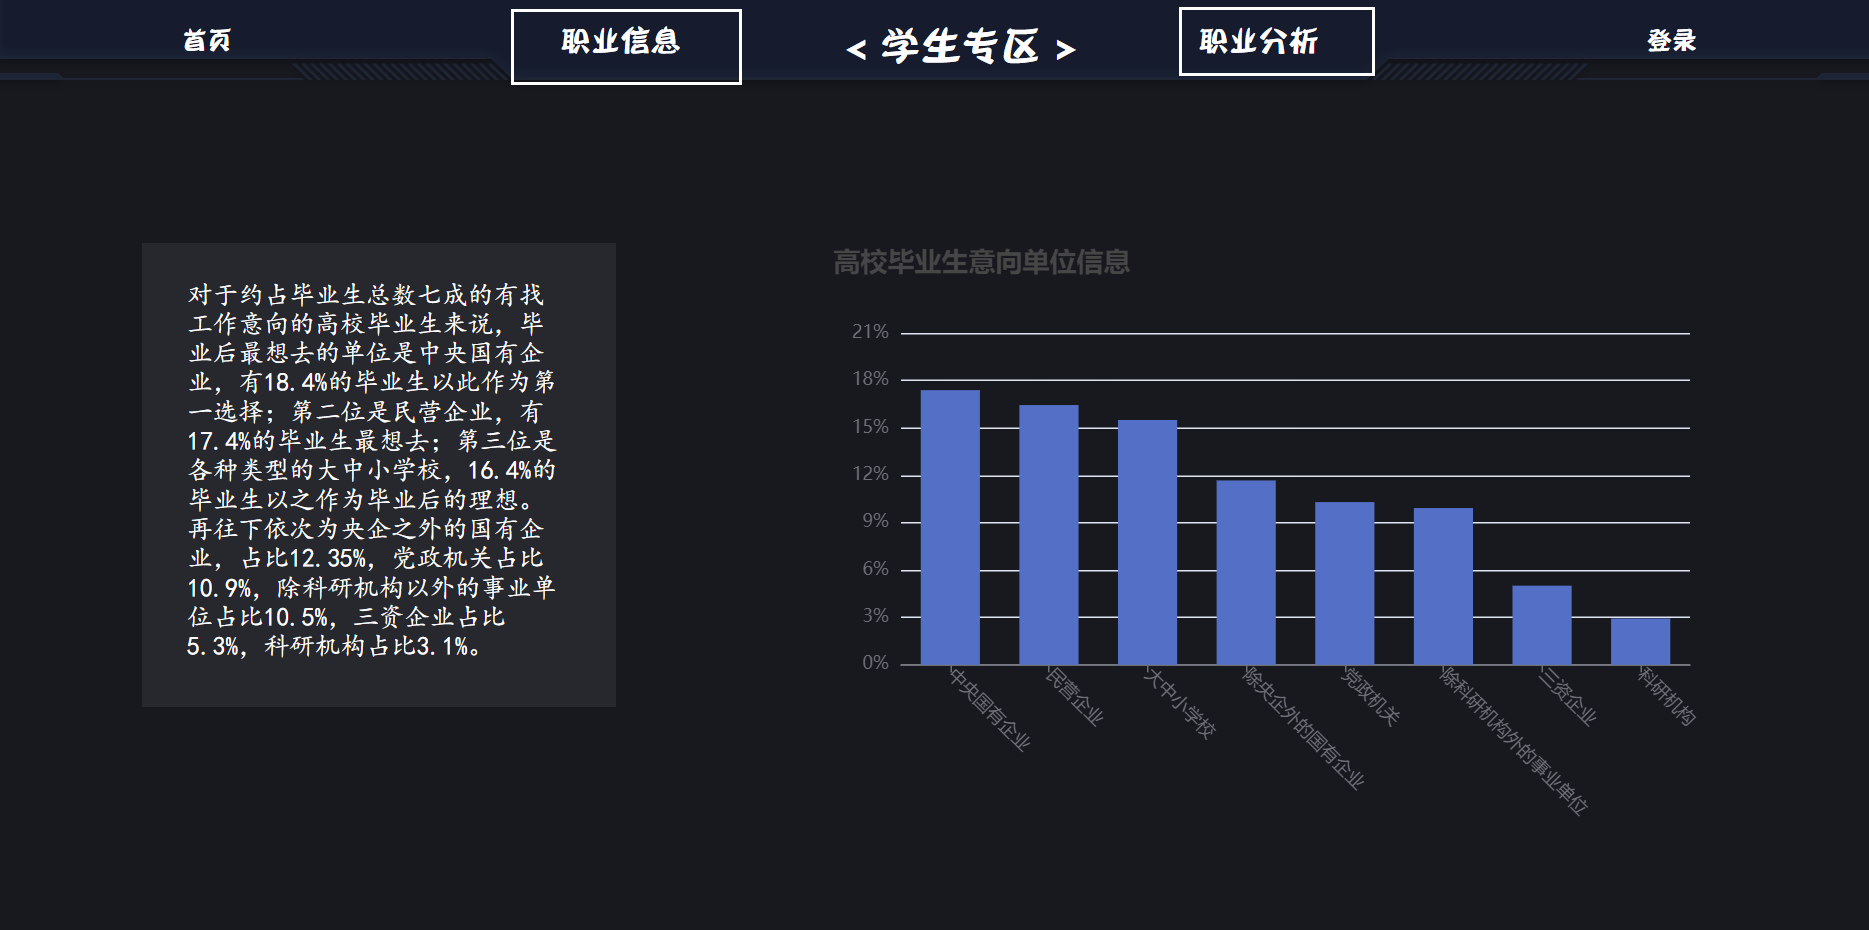 首页
职业信息
< 学生专区 >
职业分析
登录
对于约占毕业生总数七成的有找
工作意向的高校毕业生来说，毕
业后最想去的单位是中央国有企
业，有18.4%的毕业生以此作为第
一选择；第二位是民营企业，有
17.4%的毕业生最想去；第三位是
各种类型的大中小学校，16.4%的
毕业生以之作为毕业后的理想。
再往下依次为央企之外的国有企
业，占比12.35%，党政机关占比
10.9%，除科研机构以外的事业单
位占比10.5%，三资企业占比
5.3%，科研机构占比3.1%。
高校毕业生意向单位信息
21%
18%
15%
12%
9%
6%
3%
0%
中央国有企业
民营企业
大中小学校
除央企外的国有企业
党政机关
除科研机构外的事业单位
三资企业
科研机构